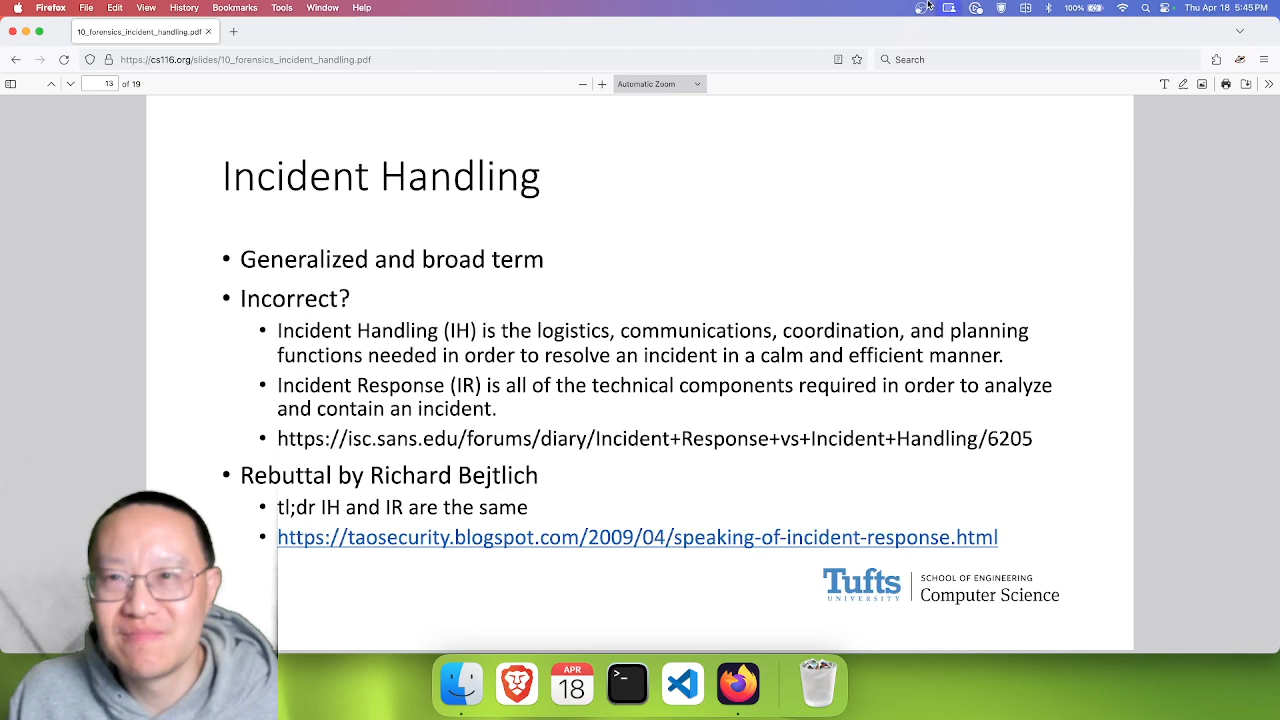 Firefox File Edit View History Bookmarks Tools Window Help 100% Thu Apr 18 5:45PM
10_forensics_incident_handling.pdf
https://cs116.org/slides/10_forensics_incident_handling.pdf Search
13 of 19 Automatic Zoom
Incident Handling
• Generalized and broad term
• Incorrect?
• Incident Handling (IH) is the logistics, communications, coordination, and planning
functions needed in order to resolve an incident in a calm and efficient manner.
• Incident Response (IR) is all of the technical components required in order to analyze
and contain an incident.
• https://isc.sans.edu/forums/diary/Incident+Response+vs+Incident+Handling/6205
• Rebuttal by Richard Bejtlich
• tl;dr IH and IR are the same
• https://taosecurity.blogspot.com/2009/04/speaking-of-incident-response.html
Tufts
UNIVERSITY
SCHOOL OF ENGINEERING
Computer Science
APR
18